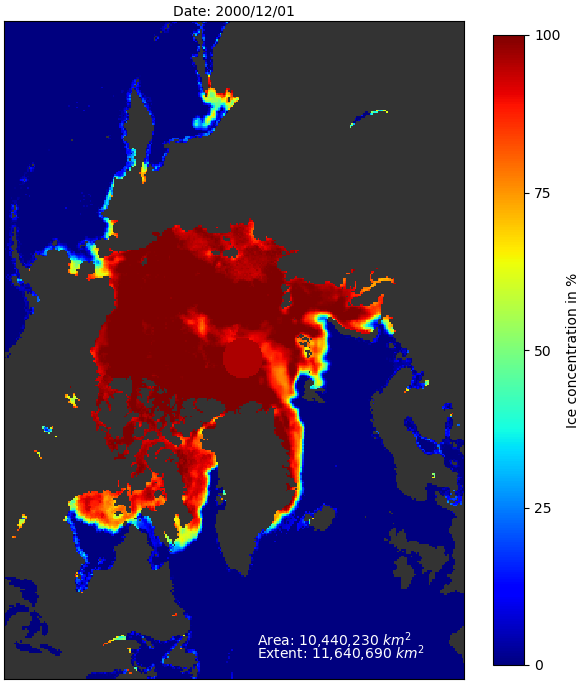 Date: 2000/12/01
100
75
50
25
0
Ice concentration in %
Area: 10,440,230 km²
Extent: 11,640,690 km²